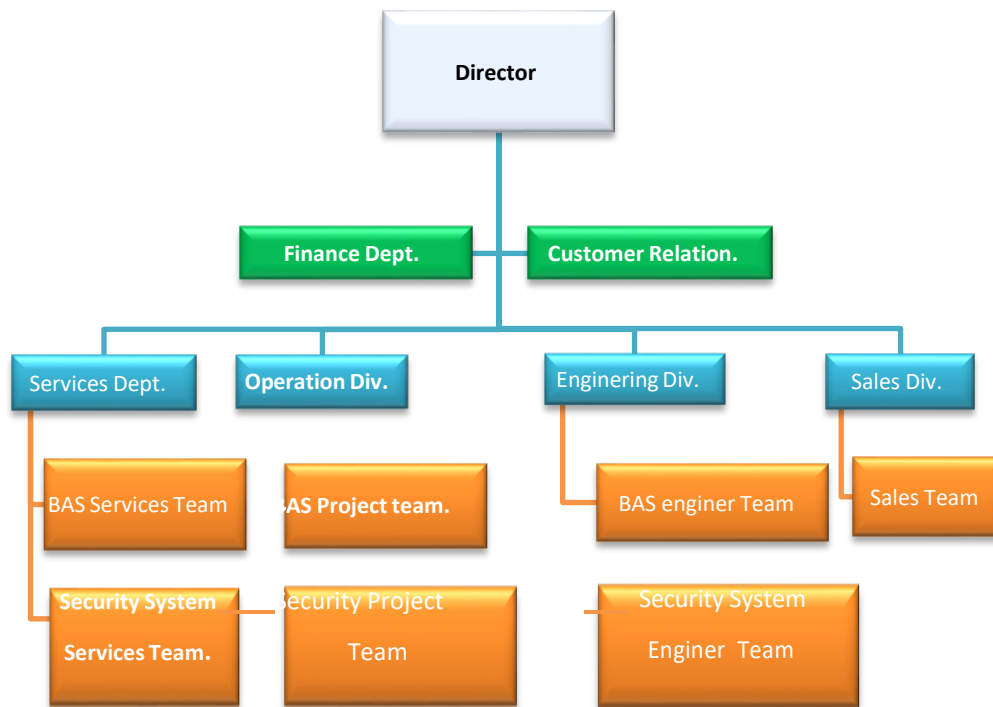 Director
Finance Dept.
Customer Relation.
Services Dept.
Operation Div.
Enginering Div.
Sales Div.
BAS Services Team
BAS Project team.
BAS enginer Team
Sales Team
Security System
Services Team.
Security Project
Team
Security System
Enginer Team